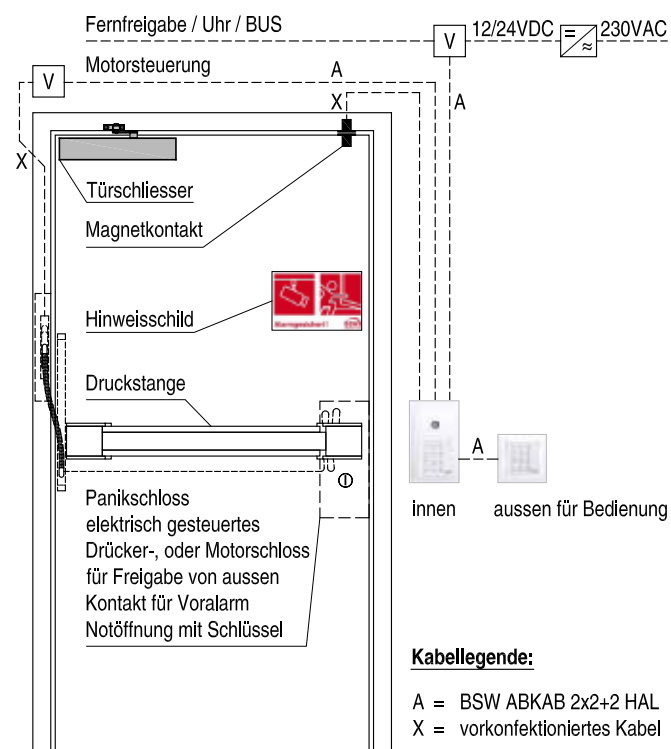 Fernfreigabe / Uhr / BUS
V
12/24VDC
230VAC
V
Motorsteuerung
A
X
A
X
Türschliesser
Magnetkontakt
Hinweisschild
Alarmgesichert!
BSW
Druckstange
A
innen
aussen für Bedienung
Panikschloss
elektrisch gesteuertes
Drücker-, oder Motorschloss
für Freigabe von aussen
Kontakt für Voralarm
Notöffnung mit Schlüssel
Kabellegende:
A = BSW ABKAB 2x2+2 HAL
X = vorkonfektioniertes Kabel